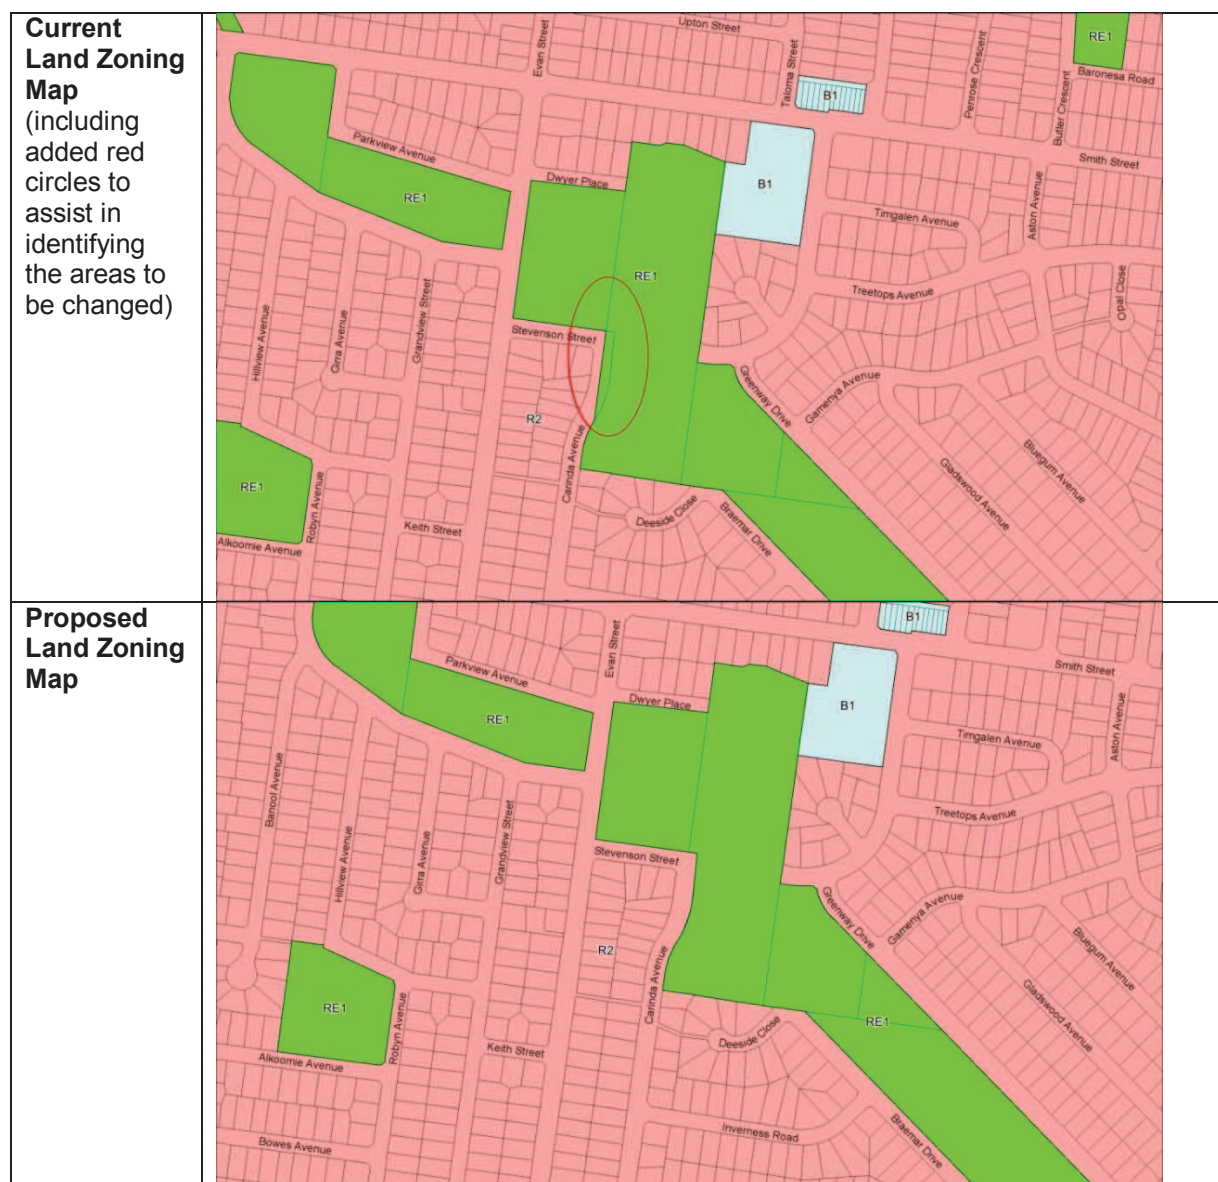 Current
Land Zoning
Map
(including
added red
circles to
assist in
identifying
the areas to
be changed)
Upton Street
Evan Street
Taloma Street
Penrose Crescent
RE1
Baronesa Road
B1
Butler Crescent
Parkview Avenue
Smith Street
Dwyer Place
B1
RE1
Timgalen Avenue
Aston Avenue
RE1
Treetops Avenue
Opal Close
Hillview Avenue
Girra Avenue
Grandview Street
Stevenson Street
Greenway Drive
Gamenya Avenue
R2
Carinda Avenue
Bluegum Avenue
Gladswood Avenue
RE1
Robyn Avenue
Keith Street
Deeside Close
Braemar Drive
Alkoomie Avenue
Proposed
Land Zoning
Map
B1
Evan Street
Parkview Avenue
Smith Street
Dwyer Place
B1
RE1
Timgalen Avenue
Aston Avenue
Banool Avenue
Hillview Avenue
Girra Avenue
Grandview Street
Treetops Avenue
Stevenson Street
Greenway Drive
Gamenya Avenue
R2
Carinda Avenue
Bluegum Avenue
Gladswood Avenue
RE1
Robyn Avenue
RE1
Keith Street
Deeside Close
Alkoomie Avenue
Inverness Road
Braemar Drive
Bowes Avenue